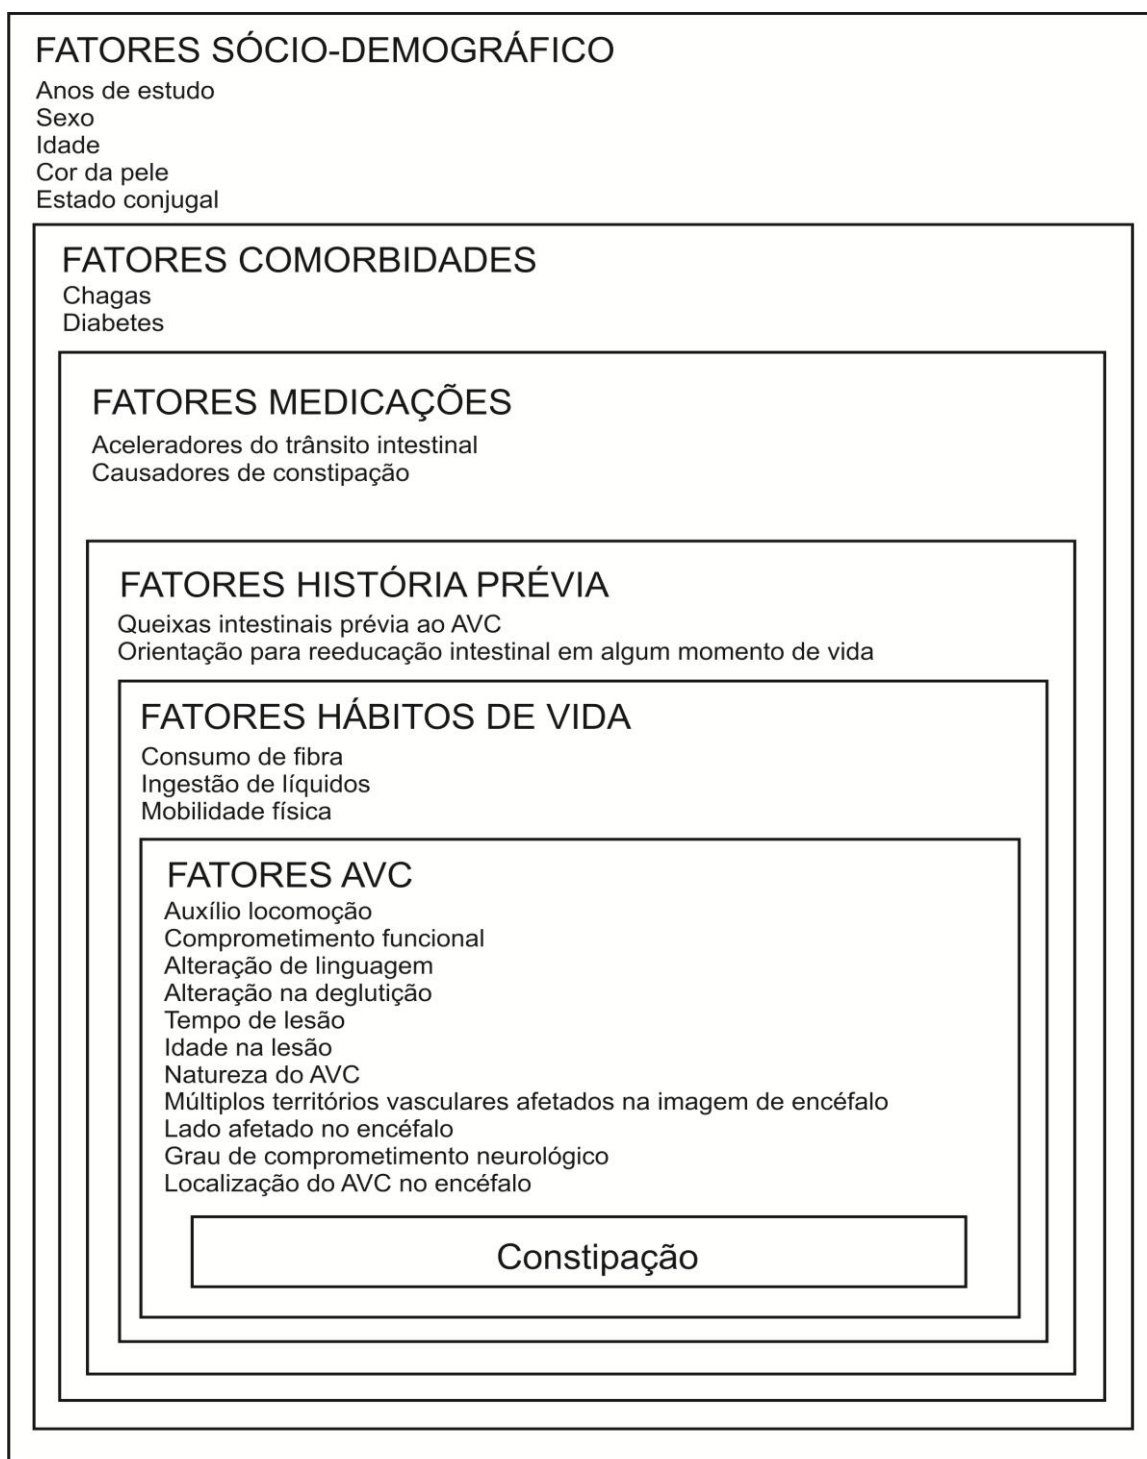 FATORES SÓCIO-DEMOGRÁFICO
Anos de estudo
Sexo
Idade
Cor da pele
Estado conjugal
FATORES COMORBIDADES
Chagas
Diabetes
FATORES MEDICAÇÕES
Aceleradores do trânsito intestinal
Causadores de constipação
FATORES HISTÓRIA PRÉVIA
Queixas intestinais prévia ao AVC
Orientação para reeducação intestinal em algum momento de vida
FATORES HÁBITOS DE VIDA
Consumo de fibra
Ingestão de líquidos
Mobilidade física
FATORES AVC
Auxílio locomoção
Comprometimento funcional
Alteração de linguagem
Alteração na deglutição
Tempo de lesão
Idade na lesão
Natureza do AVC
Múltiplos territórios vasculares afetados na imagem de encéfalo
Lado afetado no encéfalo
Grau de comprometimento neurológico
Localização do AVC no encéfalo
Constipação